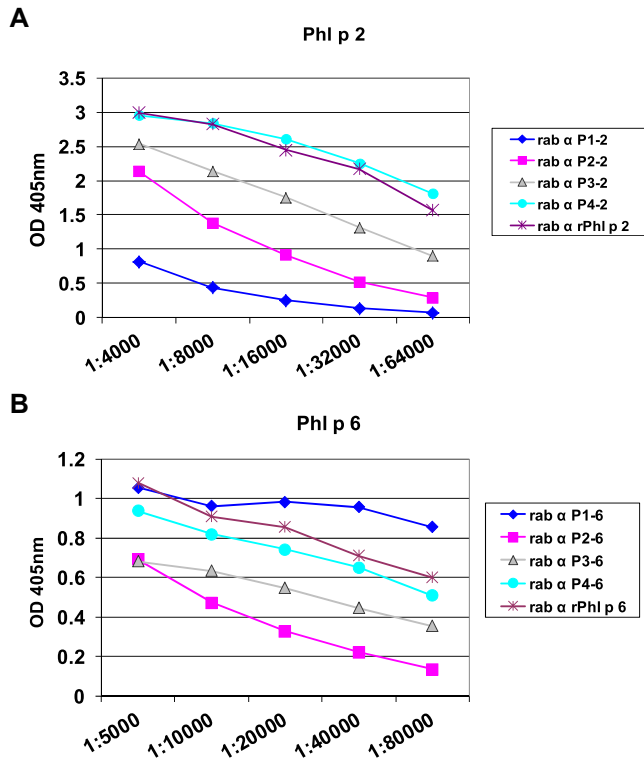 A
Phl p 2
3.5
3
2.5
2
1.5
1
0.5
0
OD 405nm
1:4000
1:8000
1:16000
1:32000
1:64000
rab α P1-2
rab α P2-2
rab α P3-2
rab α P4-2
rab α rPhl p 2
B
Phl p 6
1.2
1
0.8
0.6
0.4
0.2
0
OD 405nm
1:5000
1:10000
1:20000
1:40000
1:80000
rab α P1-6
rab α P2-6
rab α P3-6
rab α P4-6
rab α rPhl p 6